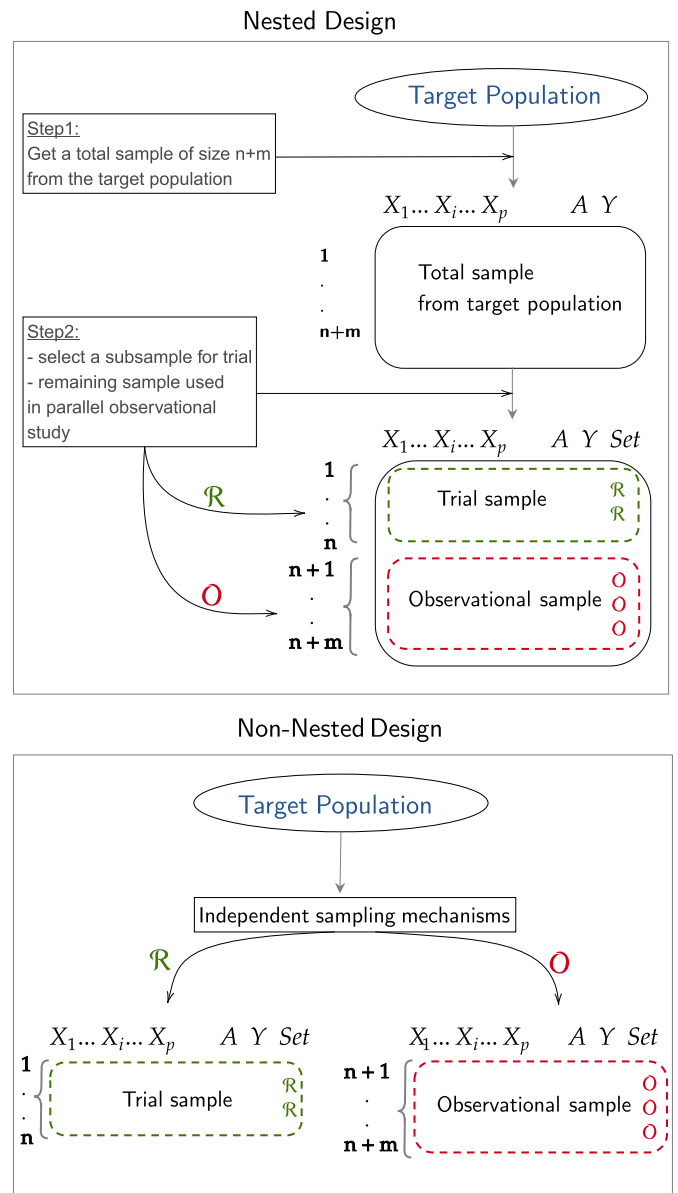 Nested Design
Target Population
Step1:
Get a total sample of size n+m
from the target population
X₁... Xᵢ... Xₚ A Y
1
.
.
n+m
Total sample
from target population
Step2:
- select a subsample for trial
- remaining sample used
in parallel observational
study
X₁... Xᵢ... Xₚ A Y Set
ℛ
1
.
.
n
Trial sample
ℛ
ℛ
O
n+1
.
.
n+m
Observational sample
O
O
O
Non-Nested Design
Target Population
Independent sampling mechanisms
ℛ
O
X₁... Xᵢ... Xₚ A Y Set
1
.
.
n
Trial sample
ℛ
ℛ
X₁... Xᵢ... Xₚ A Y Set
n+1
.
.
n+m
Observational sample
O
O
O